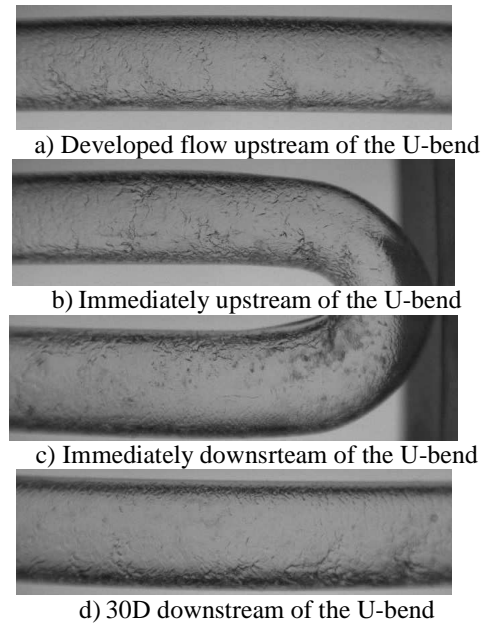 a) Developed flow upstream of the U-bend
b) Immediately upstream of the U-bend
c) Immediately downsrteam of the U-bend
d) 30D downstream of the U-bend